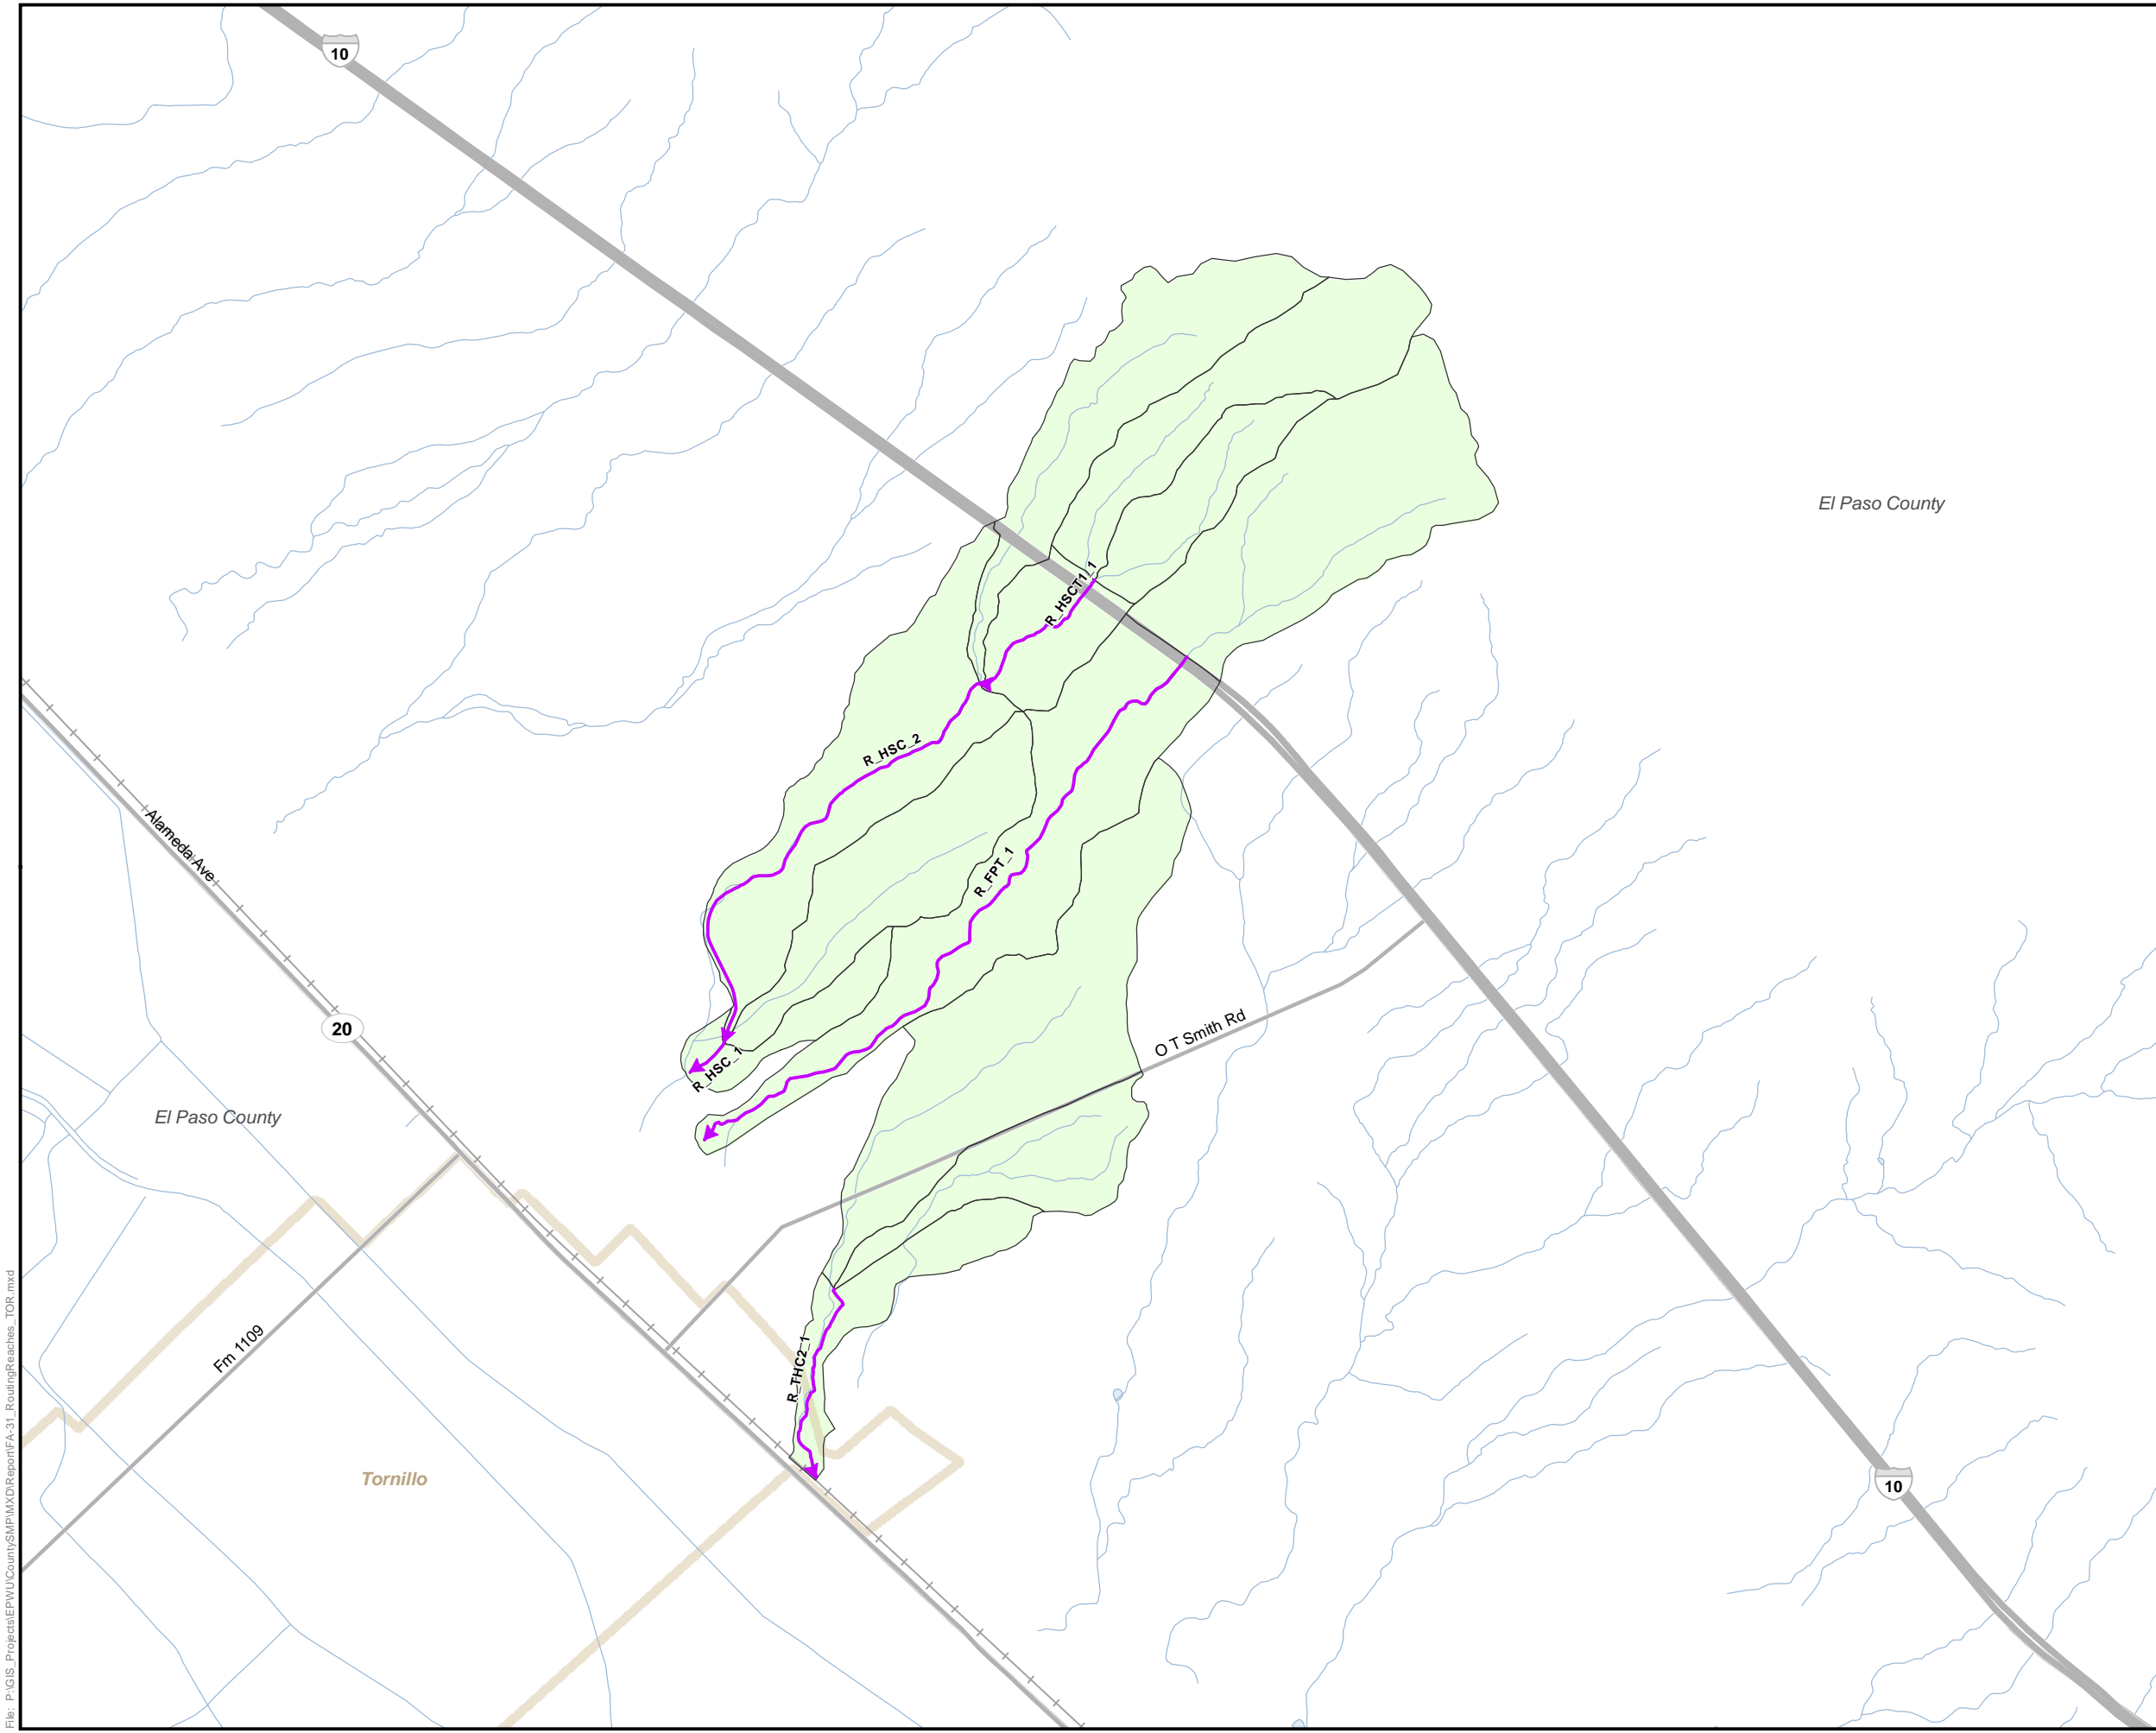 10
El Paso County
R_HSCT1_1
R_HSC_2
Alameda Ave
R_FPT_1
20
O T Smith Rd
R_HSC_1
El Paso County
Fm 1109
R_THC2_1
Tornillo
10
File: P:\GIS_Projects\EPWU\CountySMP\MXD\Report\FA-31_RoutingReaches_TOR.mxd